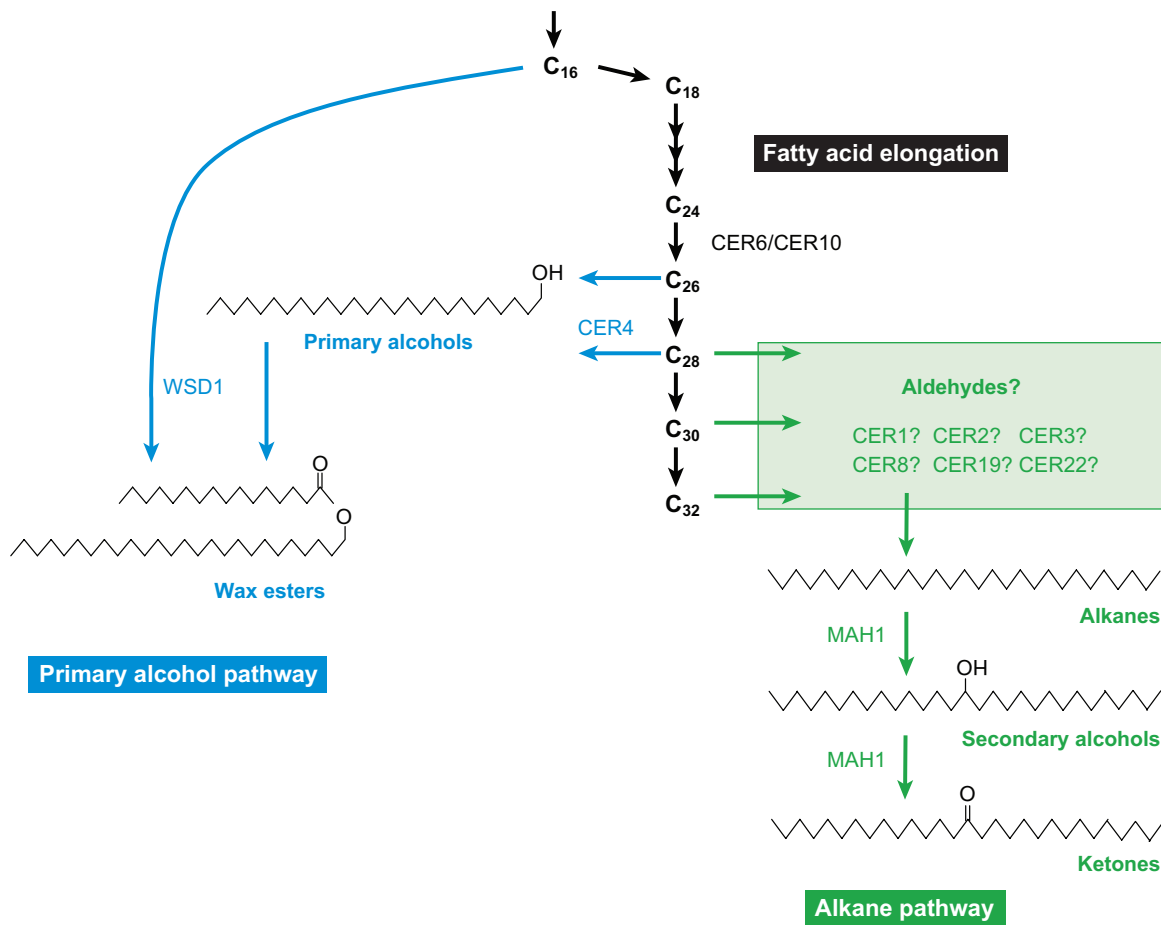 C16
C18
Fatty acid elongation
C24
CER6/CER10
OH
C26
CER4
Primary alcohols
C28
WSD1
Aldehydes?
C30
CER1? CER2? CER3?
CER8? CER19? CER22?
O
C32
O
Wax esters
Alkanes
MAH1
Primary alcohol pathway
OH
Secondary alcohols
MAH1
O
Ketones
Alkane pathway